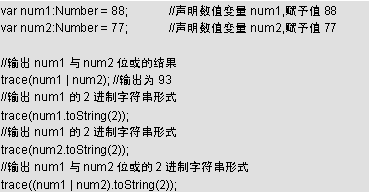 var num1:Number = 88; //声明数值变量 num1,赋予值 88
var num2:Number = 77; //声明数值变量 num2,赋予值 77
//输出 num1 与 num2 位或的结果
trace(num1 | num2); //输出为 93
//输出 num1 的 2 进制字符串形式
trace(num1.toString(2));
//输出 num1 的 2 进制字符串形式
trace(num2.toString(2));
//输出 num1 与 num2 位或的 2 进制字符串形式
trace((num1 | num2).toString(2));